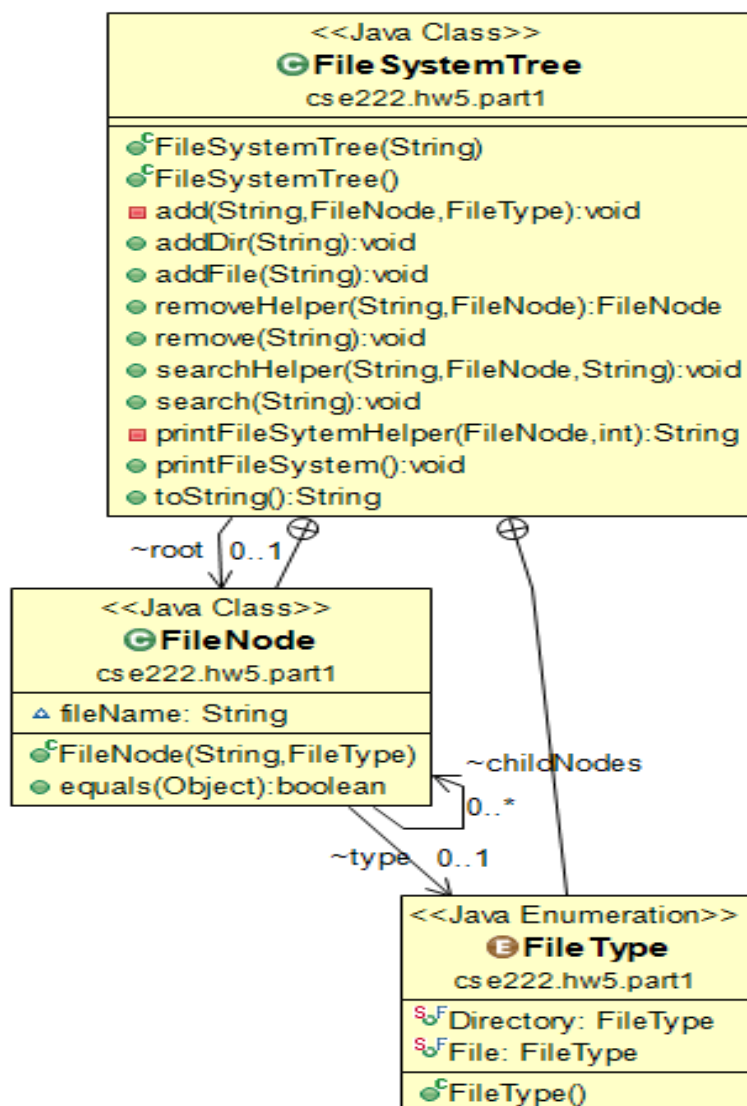 <<Java Class>>
FileSystemTree
cse222.hw5.part1
FileSystemTree(String)
FileSystemTree()
add(String,FileNode,FileType):void
addDir(String):void
addFile(String):void
removeHelper(String,FileNode):FileNode
remove(String):void
searchHelper(String,FileNode,String):void
search(String):void
printFileSytemHelper(FileNode,int):String
printFileSystem():void
toString():String
~root 0..1
<<Java Class>>
FileNode
cse222.hw5.part1
fileName: String
FileNode(String,FileType)
equals(Object):boolean
~childNodes
0..*
~type 0..1
<<Java Enumeration>>
FileType
cse222.hw5.part1
Directory: FileType
File: FileType
FileType()